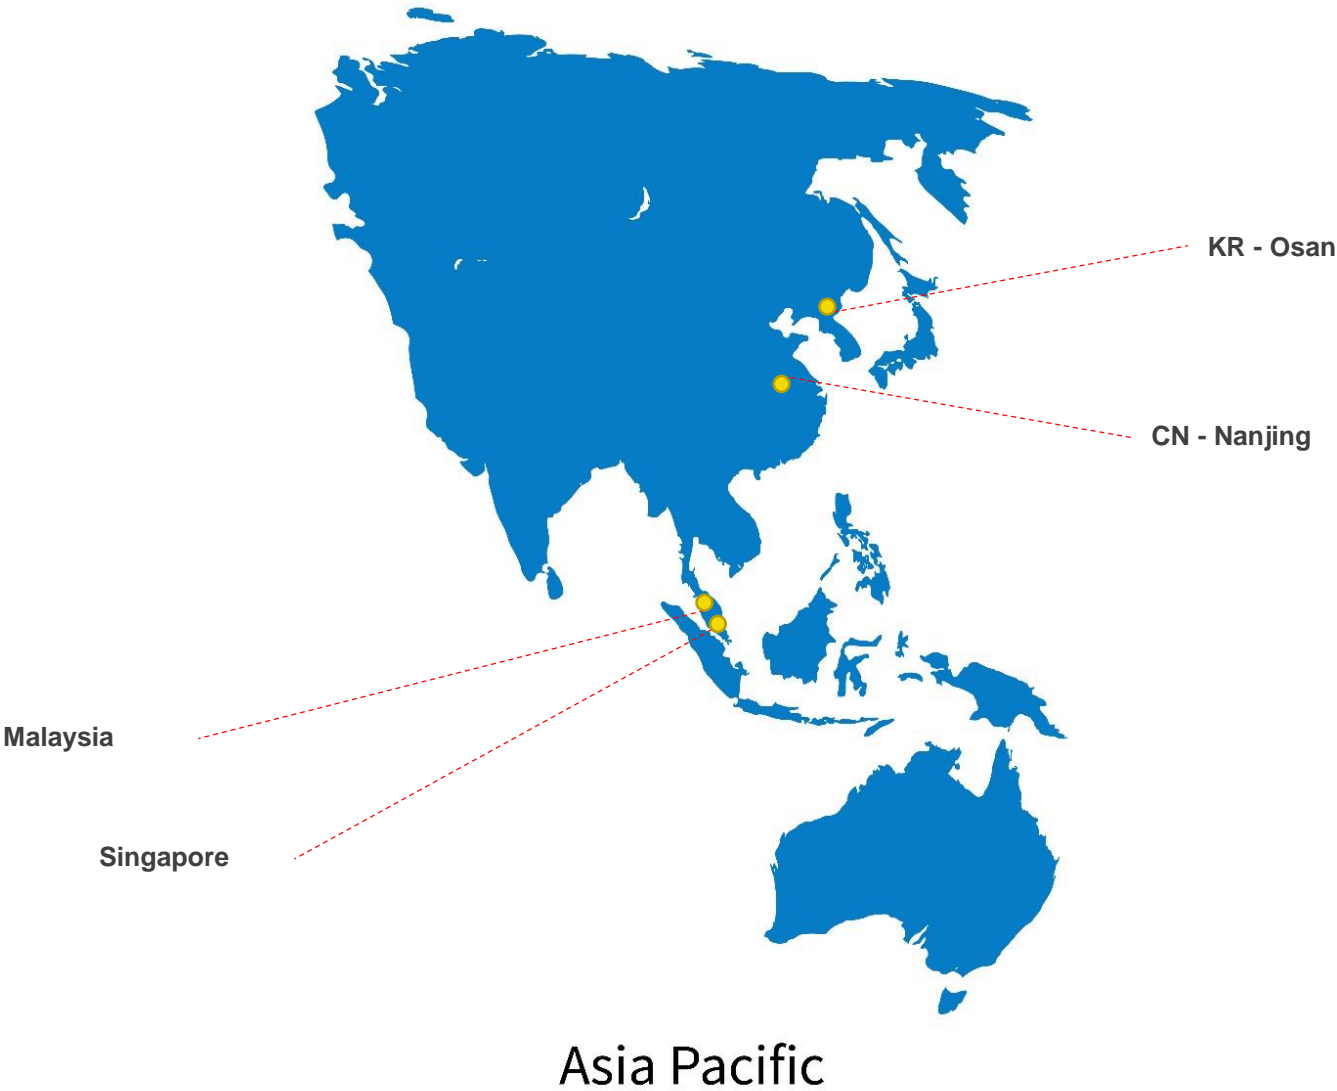 KR - Osan
CN - Nanjing
Malaysia
Singapore
Asia Pacific